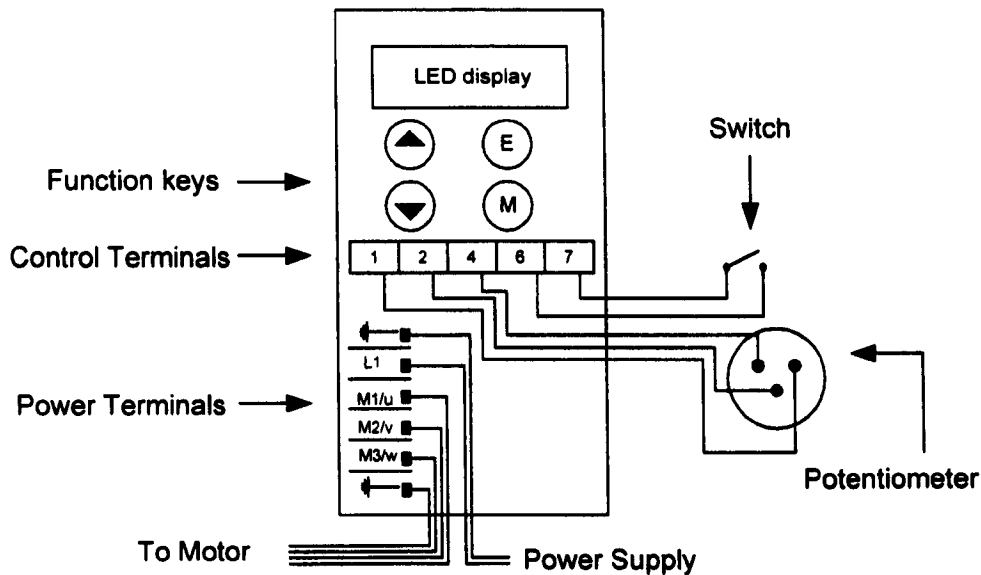 LED display
E
Switch
Function keys
M
Control Terminals
1 2 4 6 7
L1
Power Terminals
M1/u
M2/v
M3/w
Potentiometer
To Motor
Power Supply